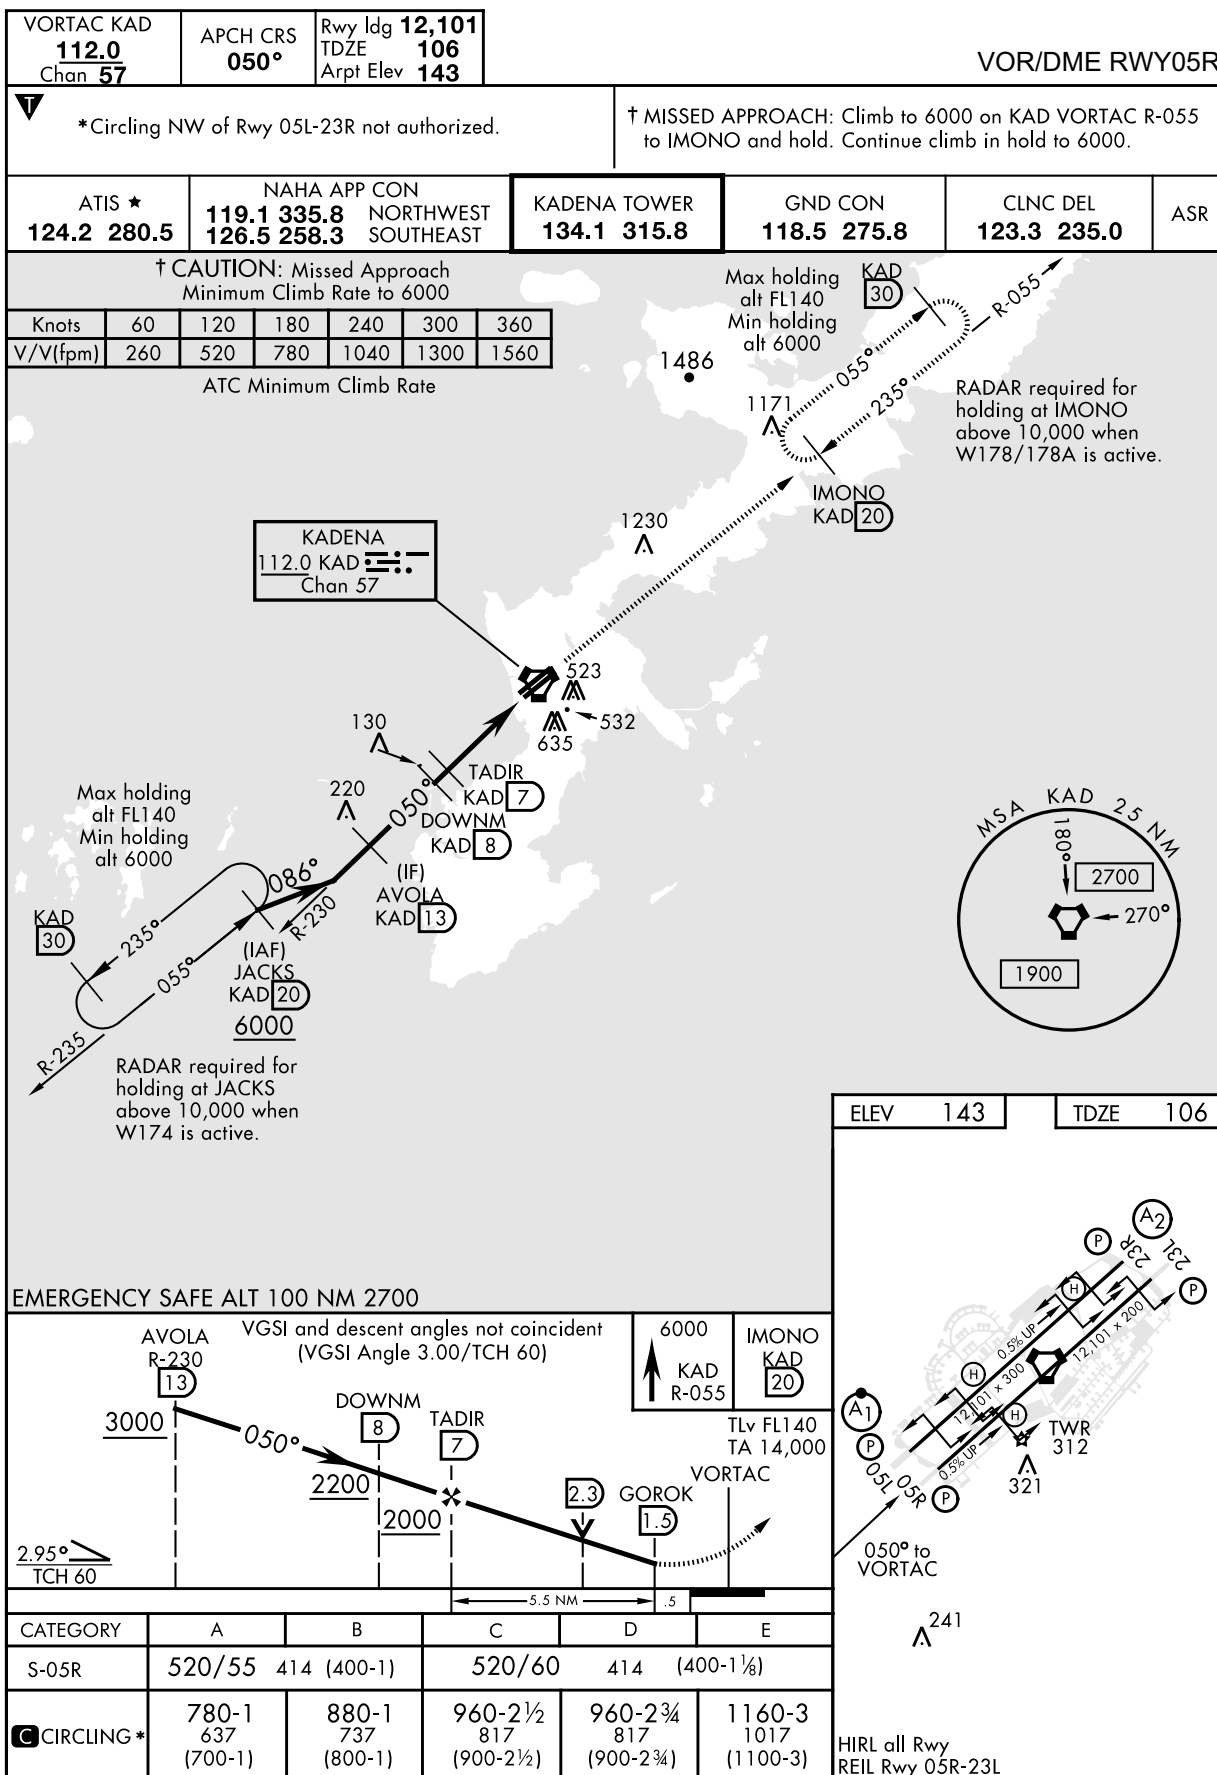 VORTAC KAD
112.0
Chan 57
APCH CRS
050°
Rwy ldg 12,101
TDZE 106
Arpt Elev 143
VOR/DME RWY05R
T
*Circling NW of Rwy 05L-23R not authorized.
† MISSED APPROACH: Climb to 6000 on KAD VORTAC R-055
to IMONO and hold. Continue climb in hold to 6000.
ATIS ★
124.2 280.5
NAHA APP CON
119.1 335.8 NORTHWEST
126.5 258.3 SOUTHEAST
KADENA TOWER
134.1 315.8
GND CON
118.5 275.8
CLNC DEL
123.3 235.0
ASR
† CAUTION: Missed Approach
Minimum Climb Rate to 6000
Knots 60 120 180 240 300 360
V/V(fpm) 260 520 780 1040 1300 1560
ATC Minimum Climb Rate
Max holding
alt FL140
Min holding
alt 6000
KAD
30
R-055
055°
235°
1486
1171
RADAR required for
holding at IMONO
above 10,000 when
W178/178A is active.
IMONO
KAD 20
1230
KADENA
112.0 KAD
Chan 57
523
532
635
130
TADIR
KAD 7
220
050°
DOWNM
KAD 8
Max holding
alt FL140
Min holding
alt 6000
(IF)
AVOLA
KAD 13
086°
R-230
KAD
30
235°
055°
(IAF)
JACKS
KAD 20
6000
R-235
RADAR required for
holding at JACKS
above 10,000 when
W174 is active.
MSA KAD 25 NM
180°
2700
270°
1900
EMERGENCY SAFE ALT 100 NM 2700
ELEV 143
TDZE 106
A2
P
23R
23L
P
H
0.5% UP
12,101 x 200
H
12,101 x 300
A1
P
H
0.5% UP
TWR
312
05L
05R
P
321
050° to
VORTAC
241
HIRL all Rwy
REIL Rwy 05R-23L
AVOLA
R-230
13
VGSI and descent angles not coincident
(VGSI Angle 3.00/TCH 60)
6000
KAD
R-055
IMONO
KAD
20
3000
050°
DOWNM
8
TADIR
7
TLv FL140
TA 14,000
2200
2000
2.3
GOROK
1.5
VORTAC
2.95°
TCH 60
5.5 NM
.5
CATEGORY A B C D E
S-05R 520/55 414 (400-1) 520/60 414 (400-1⅛)
C CIRCLING* 780-1 880-1 960-2½ 960-2¾ 1160-3
637 737 817 817 1017
(700-1) (800-1) (900-2½) (900-2¾) (1100-3)